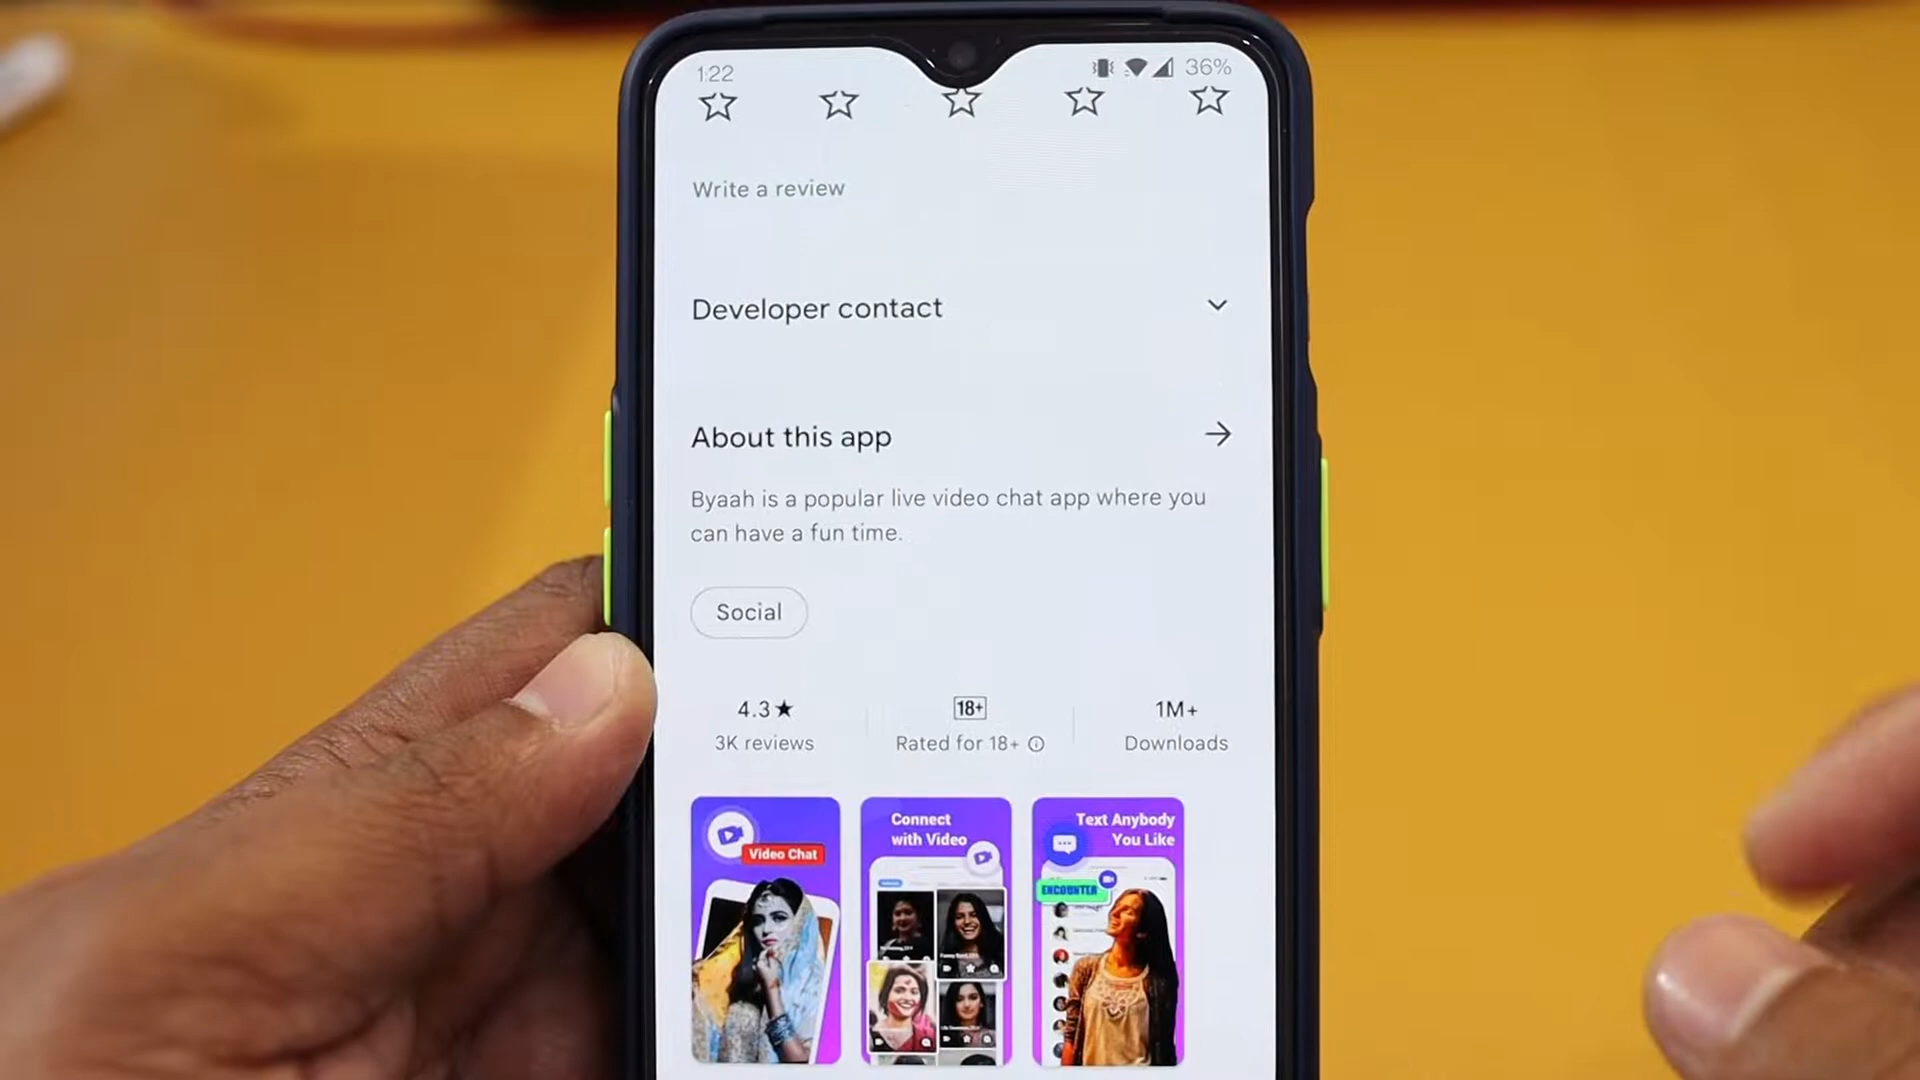 1:22
36%
Write a review
Developer contact
About this app
Byaah is a popular live video chat app where you
can have a fun time.
Social
4.3★
3K reviews
18+
Rated for 18+
1M+
Downloads
Video Chat
Connect
with Video
Text Anybody
You Like
ENCOUNTER